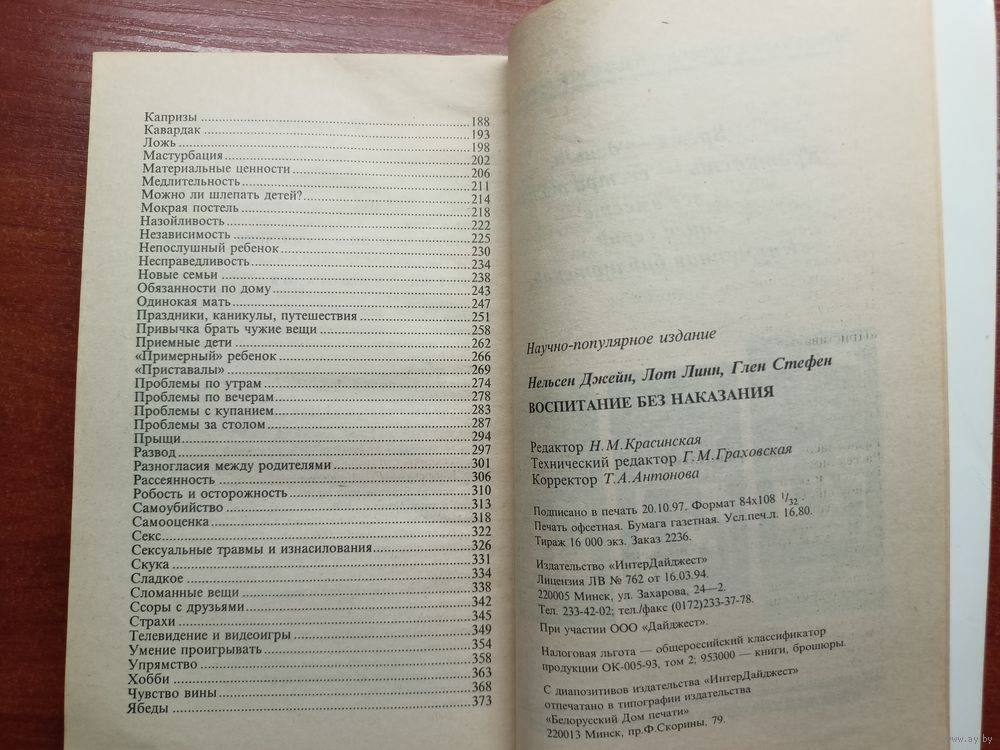 Капризы 188
Кавардак 193
Ложь 198
Мастурбация 202
Материальные ценности 206
Медлительность 211
Можно ли шлепать детей? 214
Мокрая постель 218
Назойливость 222
Независимость 225
Непослушный ребенок 230
Несправедливость 234
Новые семьи 238
Обязанности по дому 243
Одинокая мать 247
Праздники, каникулы, путешествия 251
Привычка брать чужие вещи 258
Приемные дети 262
«Примерный» ребенок 266
«Приставалы» 269
Проблемы по утрам 274
Проблемы по вечерам 278
Проблемы с купанием 283
Проблемы за столом 287
Прыщи 294
Развод 297
Разногласия между родителями 301
Рассеянность 306
Робость и осторожность 310
Самоубийство 313
Самооценка 318
Секс 322
Сексуальные травмы и изнасилования 326
Скука 331
Сладкое 334
Сломанные вещи 338
Ссоры с друзьями 342
Страхи 345
Телевидение и видеоигры 349
Умение проигрывать 354
Упрямство 358
Хобби 363
Чувство вины 368
Ябеды 373
Научно-популярное издание
Нельсен Джейн, Лот Линн, Глен Стефен
ВОСПИТАНИЕ БЕЗ НАКАЗАНИЯ
Редактор Н.М.Красинская
Технический редактор Г.М.Граховская
Корректор Т.А.Антонова
Подписано в печать 20.10.97. Формат 84х108 1/32.
Печать офсетная. Бумага газетная. Усл.печ.л. 16,80.
Тираж 16 000 экз. Заказ 2236.
Издательство «ИнтерДайджест»
Лицензия ЛВ № 762 от 16.03.94.
220005 Минск, ул. Захарова, 24—2.
Тел. 233-42-02; тел./факс (0172)233-37-78.
При участии ООО «Дайджест».
Налоговая льгота — общероссийский классификатор
продукции ОК-005-93, том 2; 953000 — книги, брошюры.
С диапозитивов издательства «ИнтерДайджест»
отпечатано в типографии издательства
«Белорусский Дом печати»
220013 Минск, пр.Ф.Скорины, 79.
www.ay.by